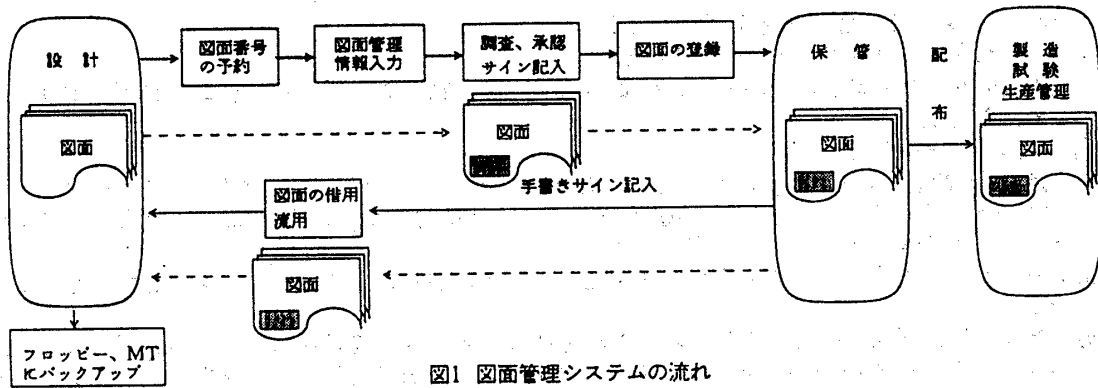 設計
図面番号
の予約
図面管理
情報入力
調査、承認
サイン記入
図面の登録
保管
配
布
製造
試験
生産管理
図面
図面
図面
図面
手書きサイン記入
図面の借用
流用
図面
フロッピー、MT
にバックアップ
図1 図面管理システムの流れ